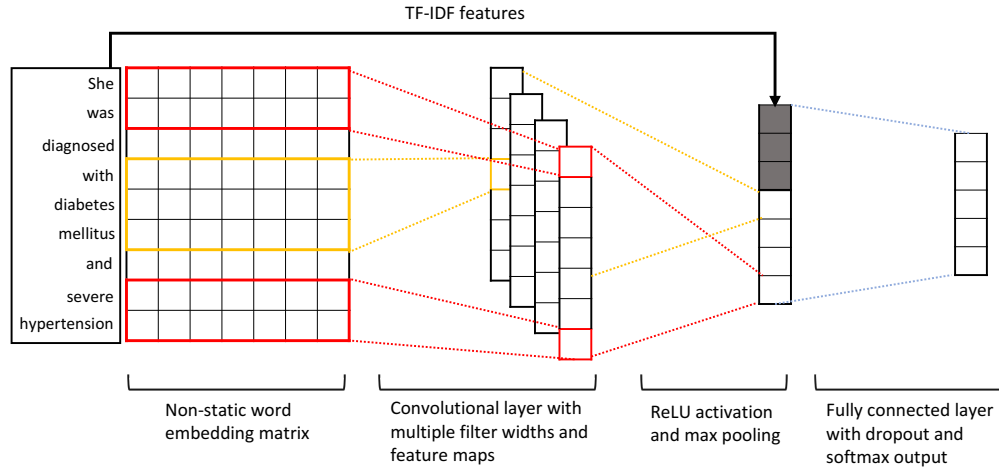 TF-IDF features
She
was
diagnosed
with
diabetes
mellitus
and
severe
hypertension
Non-static word
embedding matrix
Convolutional layer with
multiple filter widths and
feature maps
ReLU activation
and max pooling
Fully connected layer
with dropout and
softmax output